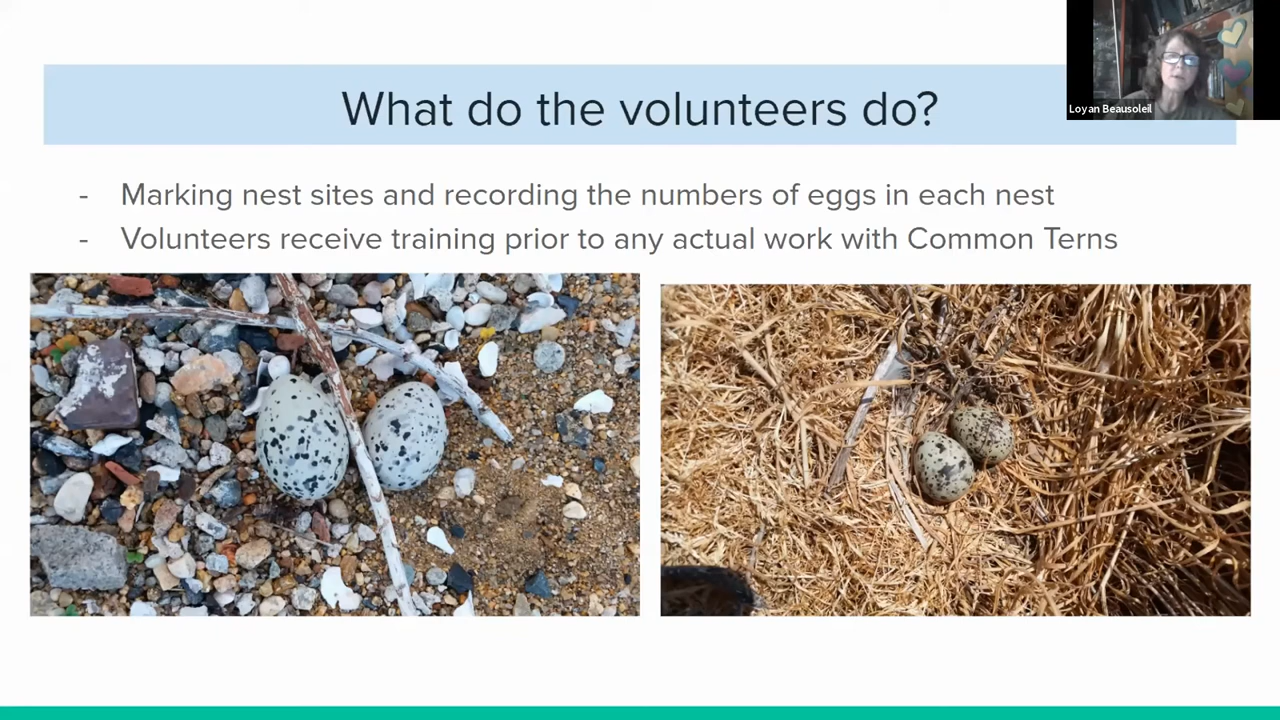 What do the volunteers do?
Loyan Beausoleil
- Marking nest sites and recording the numbers of eggs in each nest
- Volunteers receive training prior to any actual work with Common Terns